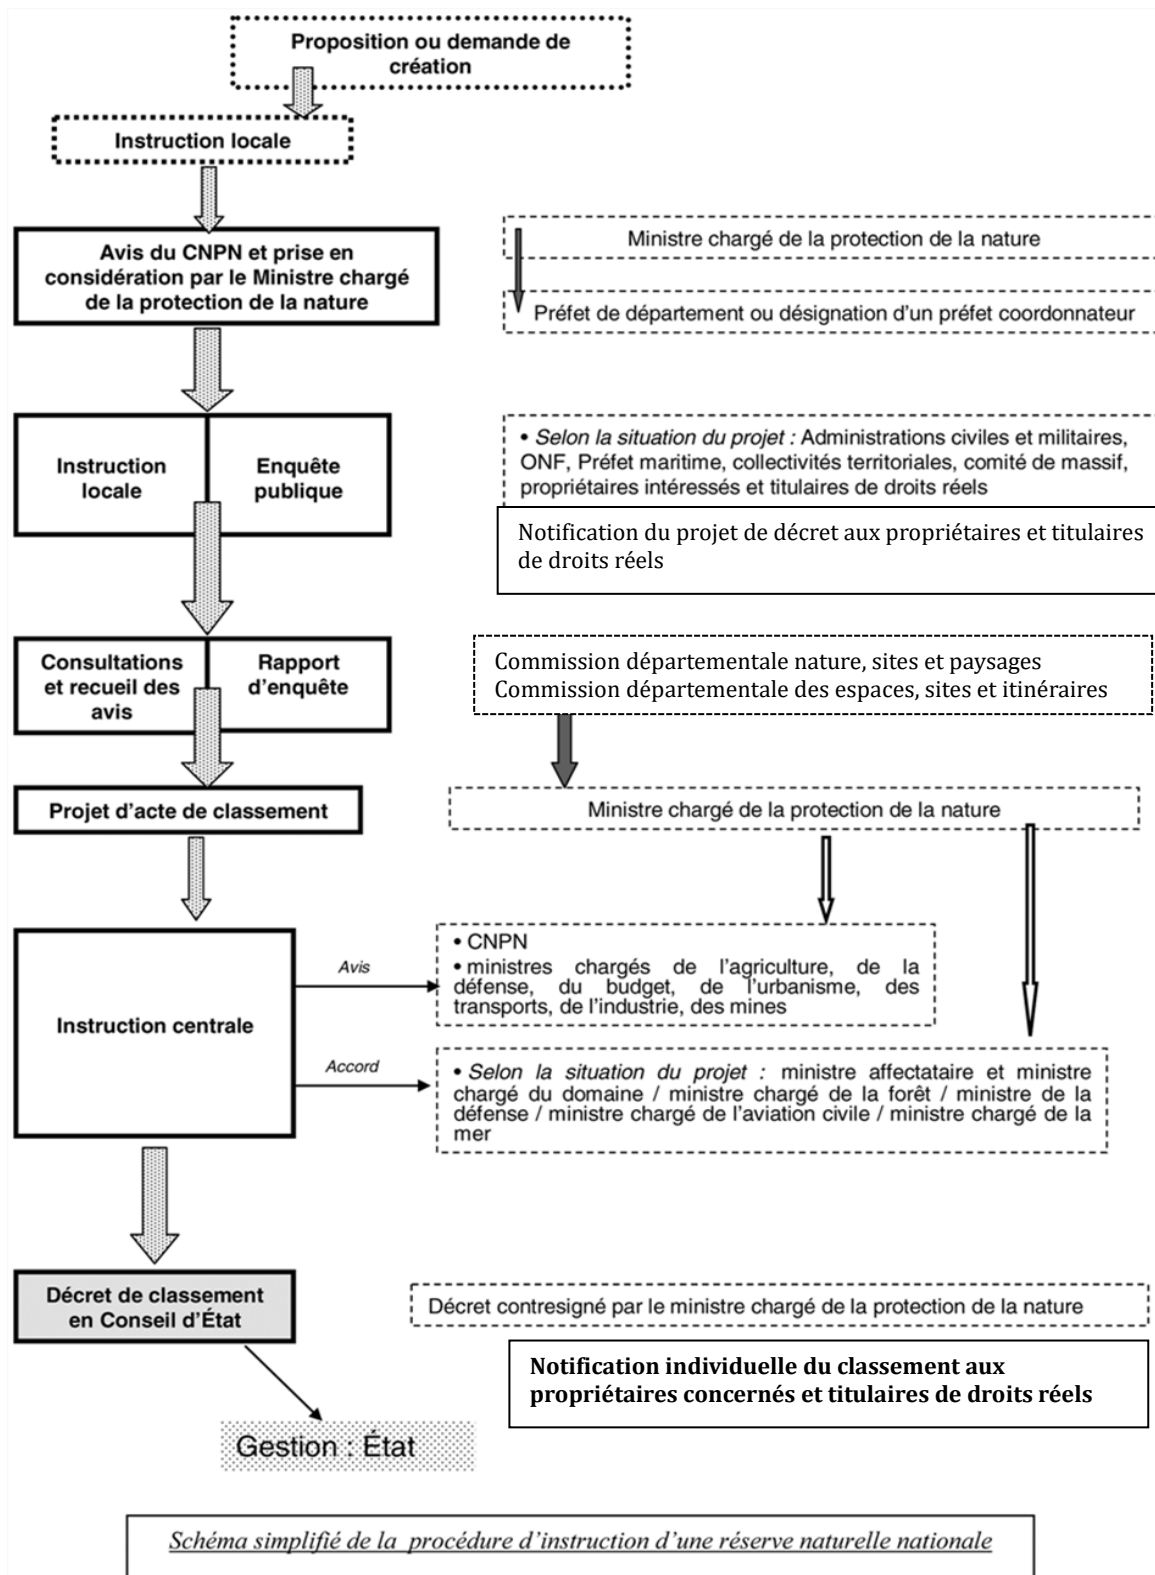 Proposition ou demande de
création
Instruction locale
Avis du CNPN et prise en
considération par le Ministre chargé
de la protection de la nature
Ministre chargé de la protection de la nature
Préfet de département ou désignation d'un préfet coordonnateur
Instruction
locale
Enquête
publique
• Selon la situation du projet : Administrations civiles et militaires,
ONF, Préfet maritime, collectivités territoriales, comité de massif,
propriétaires intéressés et titulaires de droits réels
Notification du projet de décret aux propriétaires et titulaires
de droits réels
Consultations
et recueil des
avis
Rapport
d'enquête
Commission départementale nature, sites et paysages
Commission départementale des espaces, sites et itinéraires
Projet d'acte de classement
Ministre chargé de la protection de la nature
Instruction centrale
Avis
• CNPN
• ministres chargés de l'agriculture, de la
défense, du budget, de l'urbanisme, des
transports, de l'industrie, des mines
Accord
• Selon la situation du projet : ministre affectataire et ministre
chargé du domaine / ministre chargé de la forêt / ministre de la
défense / ministre chargé de l'aviation civile / ministre chargé de la
mer
Décret de classement
en Conseil d'État
Décret contresigné par le ministre chargé de la protection de la nature
Notification individuelle du classement aux
propriétaires concernés et titulaires de droits réels
Gestion : État
Schéma simplifié de la procédure d'instruction d'une réserve naturelle nationale